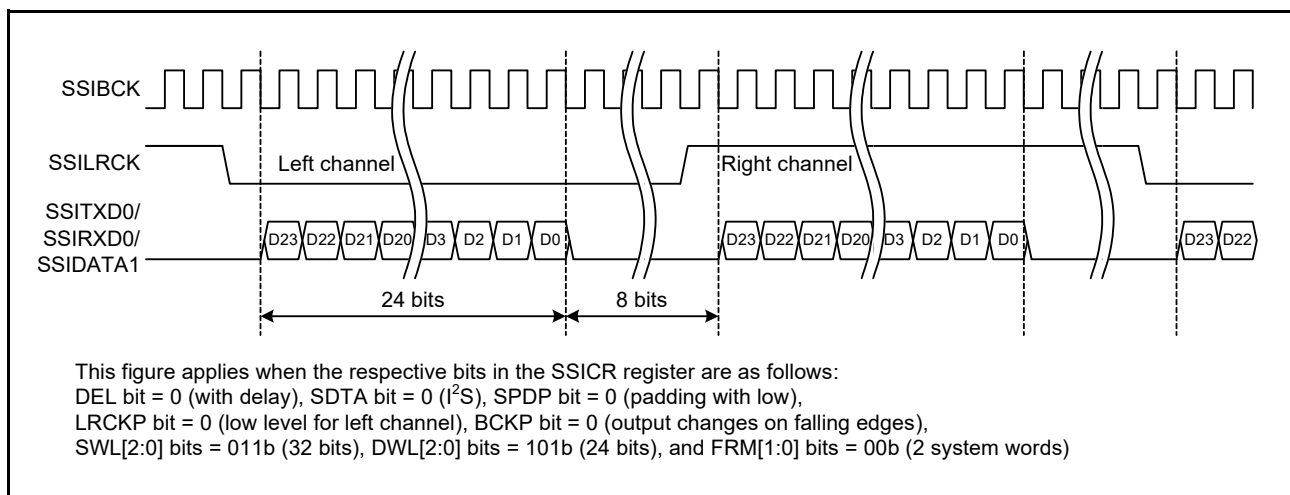 SSIBCK
SSILRCK
Left channel
Right channel
SSITXD0/
SSIRXD0/
SSIDATA1
D23 D22 D21 D20 D3 D2 D1 D0 D23 D22 D21 D20 D3 D2 D1 D0 D23 D22
24 bits
8 bits
This figure applies when the respective bits in the SSICR register are as follows:
DEL bit = 0 (with delay), SDTA bit = 0 (I²S), SPDP bit = 0 (padding with low),
LRCKP bit = 0 (low level for left channel), BCKP bit = 0 (output changes on falling edges),
SWL[2:0] bits = 011b (32 bits), DWL[2:0] bits = 101b (24 bits), and FRM[1:0] bits = 00b (2 system words)